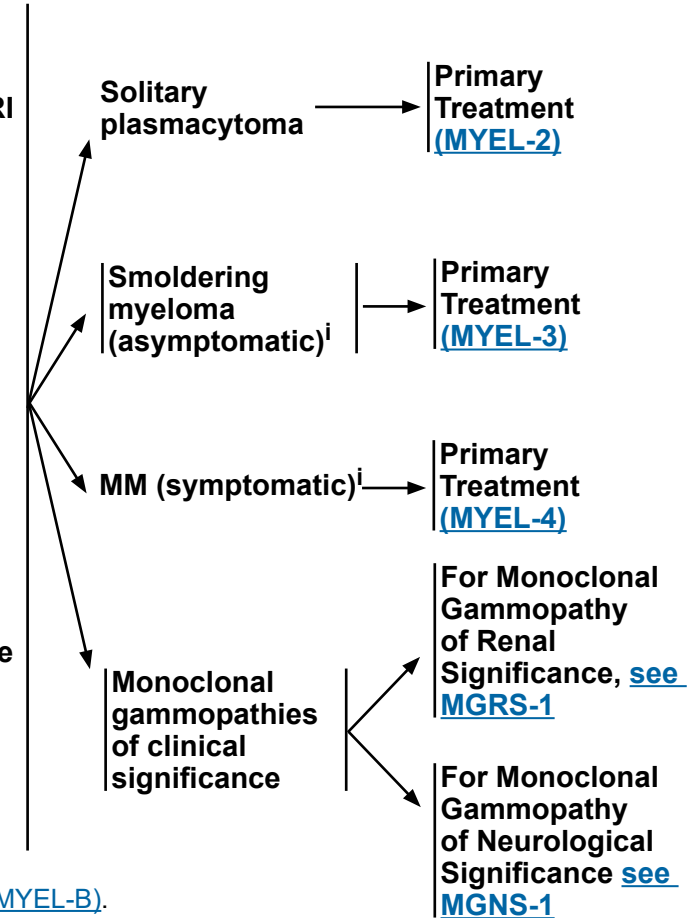 RI
Solitary
plasmacytoma
Primary
Treatment
(MYEL-2)
Smoldering
myeloma
(asymptomatic)i
Primary
Treatment
(MYEL-3)
MM (symptomatic)i
Primary
Treatment
(MYEL-4)
e
Monoclonal
gammopathies
of clinical
significance
For Monoclonal
Gammopathy
of Renal
Significance, see
MGRS-1
For Monoclonal
Gammopathy
of Neurological
Significance see
MGNS-1
MYEL-B).